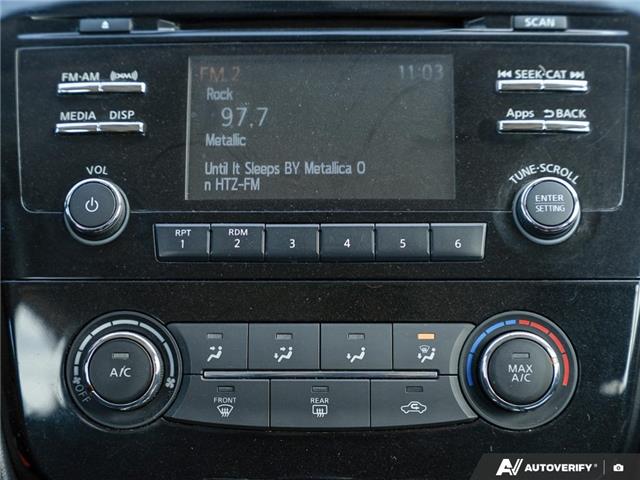 SCAN
FM·AM
SEEK·CAT
MEDIA DISP
Apps BACK
FM 2 11:03
Rock
97.7
Metallic
Until It Sleeps BY Metallica O
n HTZ-FM
VOL
TUNE·SCROLL
ENTER
SETTING
RPT
1
RDM
2
3
4
5
6
A/C
OFF
MAX
A/C
FRONT
REAR
AUTOVERIFY